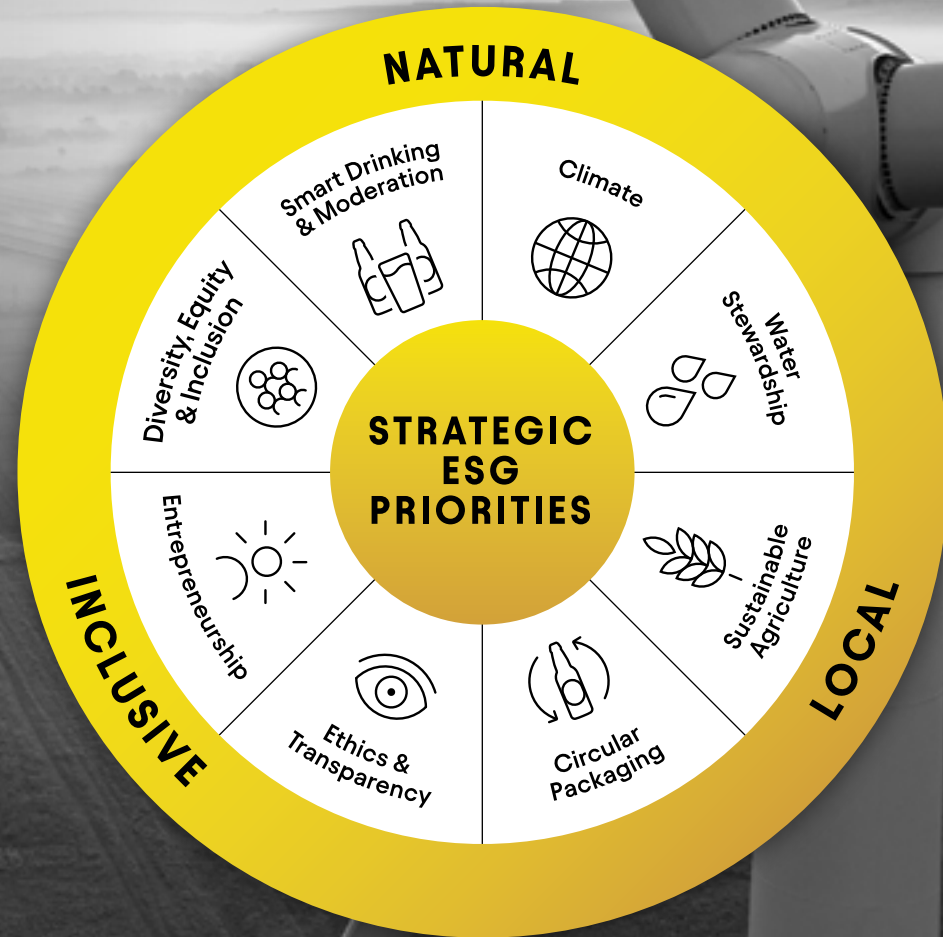 NATURAL
Smart Drinking
& Moderation
Climate
Diversity, Equity
& Inclusion
Water
Stewardship
STRATEGIC
ESG
PRIORITIES
Entrepreneurship
Sustainable
Agriculture
INCLUSIVE
LOCAL
Ethics &
Transparency
Circular
Packaging